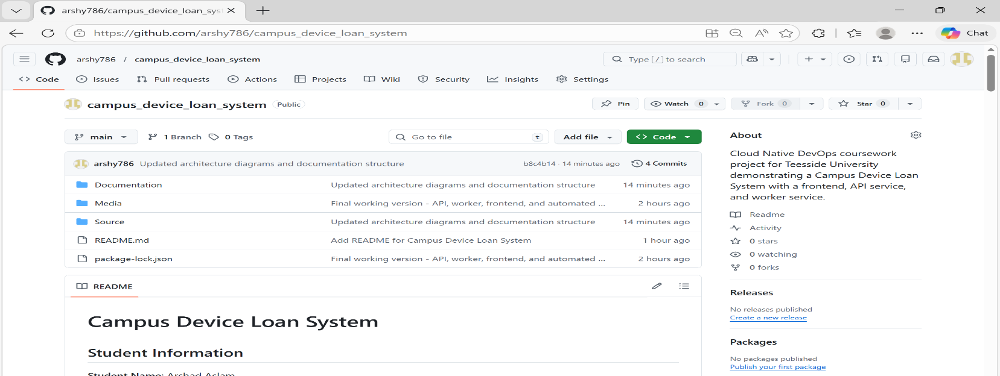 arshy786/campus_device_loan_sys
https://github.com/arshy786/campus_device_loan_system
Chat
arshy786 / campus_device_loan_system
Type / to search
Code Issues Pull requests Actions Projects Wiki Security Insights Settings
campus_device_loan_system Public
Pin Watch 0 Fork 0 Star 0
main 1 Branch 0 Tags Go to file t Add file Code
arshy786 Updated architecture diagrams and documentation structure b8c4b14 · 14 minutes ago 4 Commits
Documentation Updated architecture diagrams and documentation structure 14 minutes ago
Media Final working version - API, worker, frontend, and automated ... 2 hours ago
Source Updated architecture diagrams and documentation structure 14 minutes ago
README.md Add README for Campus Device Loan System 1 hour ago
package-lock.json Final working version - API, worker, frontend, and automated ... 2 hours ago
README
Campus Device Loan System
Student Information
Student Name: Arshad Aslam
About
Cloud Native DevOps coursework
project for Teesside University
demonstrating a Campus Device Loan
System with a frontend, API service,
and worker service.
Readme
Activity
0 stars
0 watching
0 forks
Releases
No releases published
Create a new release
Packages
No packages published
Publish your first package